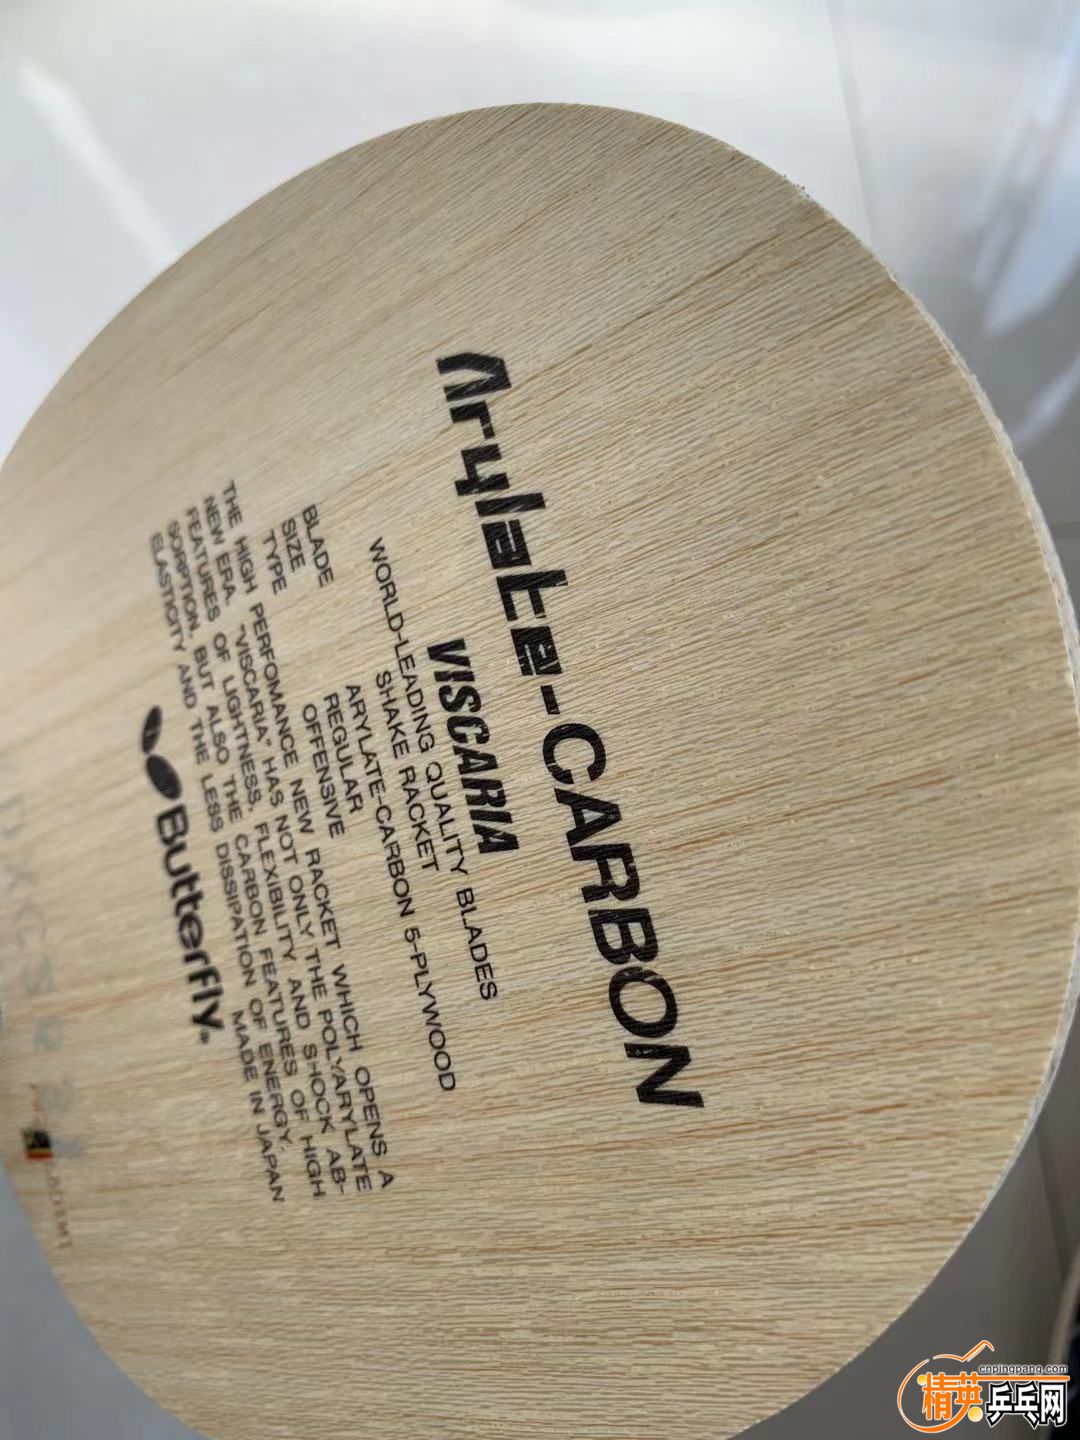 Arylate-CARBON
VISCARIA
WORLD-LEADING QUALITY BLADES
SHAKE RACKET
BLADE ARYLATE-CARBON 5-PLYWOOD
SIZE REGULAR
TYPE OFFENSIVE
THE HIGH PERFOMANCE NEW RACKET WHICH OPENS A
NEW ERA. "VISCARIA" HAS NOT ONLY THE POLYARYLATE
FEATURES OF LIGHTNESS, FLEXIBILITY AND SHOCK AB-
SORPTION, BUT ALSO THE CARBON FEATURES OF HIGH
ELASTICITY AND THE LESS DISSIPATION OF ENERGY.
MADE IN JAPAN
Butterfly®
cnpingpang.com
精英乒乓网